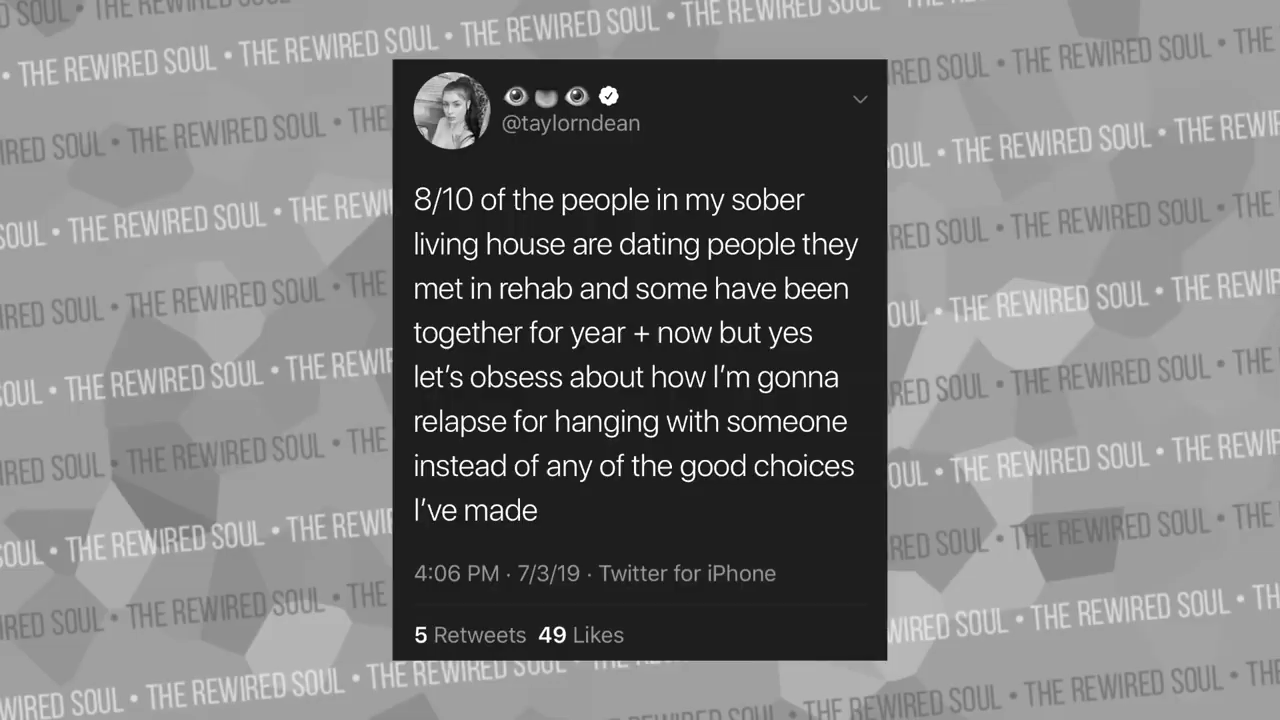 THE REWIRED SOUL • THE REWIRED SOUL • THE REWIRED SOUL
👁👅👁
@taylorndean
8/10 of the people in my sober
living house are dating people they
met in rehab and some have been
together for year + now but yes
let's obsess about how I'm gonna
relapse for hanging with someone
instead of any of the good choices
I've made
4:06 PM · 7/3/19 · Twitter for iPhone
5 Retweets 49 Likes